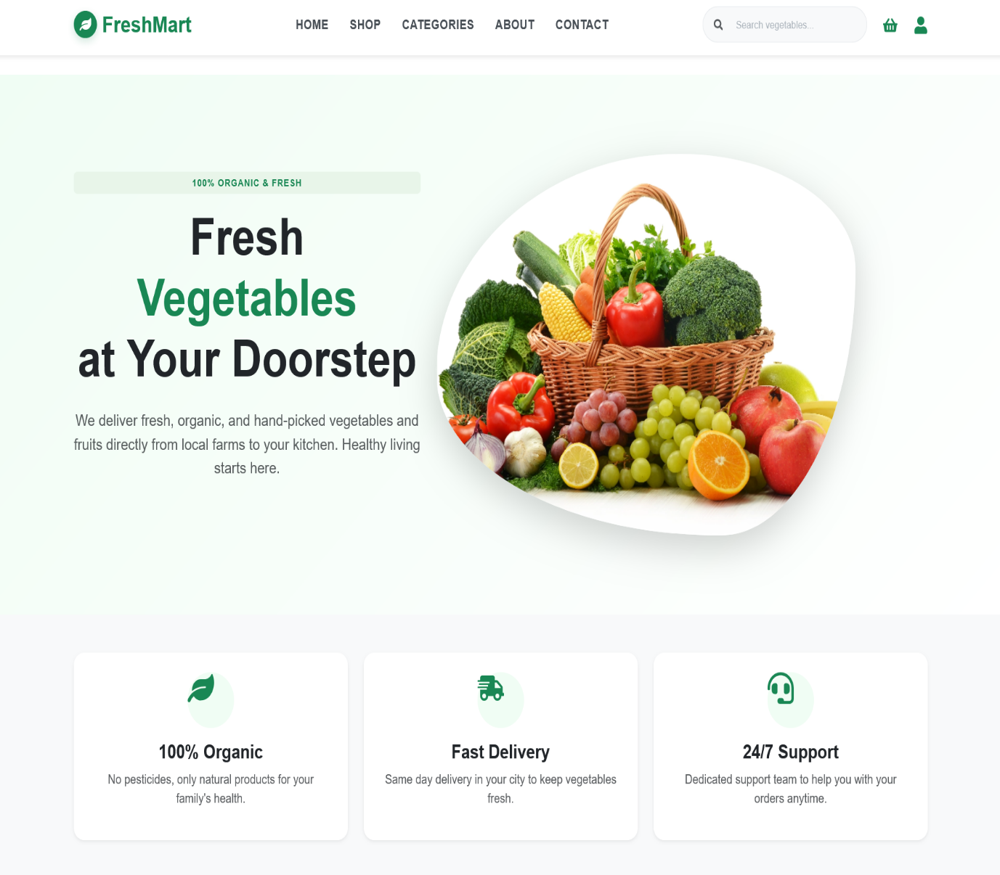 FreshMart
HOME SHOP CATEGORIES ABOUT CONTACT
Search vegetables...
100% ORGANIC & FRESH
Fresh
Vegetables
at Your Doorstep
We deliver fresh, organic, and hand-picked vegetables and
fruits directly from local farms to your kitchen. Healthy living
starts here.
100% Organic
No pesticides, only natural products for your
family's health.
Fast Delivery
Same day delivery in your city to keep vegetables
fresh.
24/7 Support
Dedicated support team to help you with your
orders anytime.